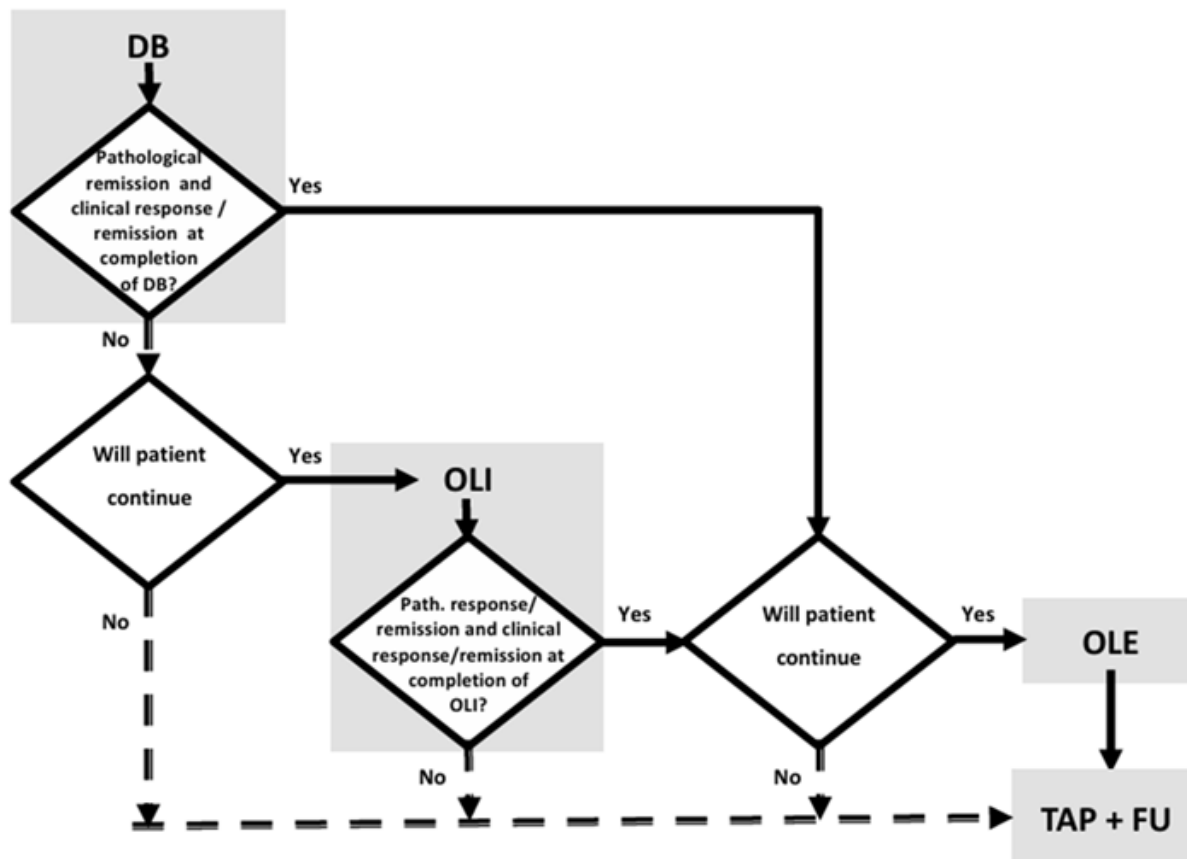 DB
Pathological
remission and
clinical response /
remission at
completion
of DB?
Yes
No
Will patient
continue
Yes
No
OLI
Path. response/
remission and clinical
response/remission at
completion of
OLI?
Yes
No
Will patient
continue
Yes
No
OLE
TAP + FU